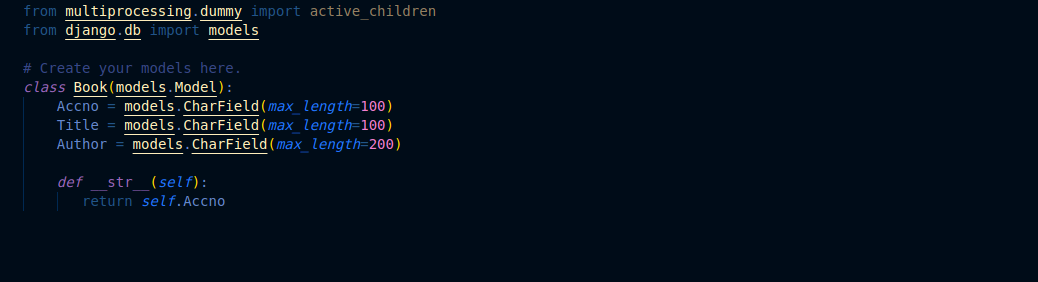 from multiprocessing.dummy import active_children
from django.db import models
# Create your models here.
class Book(models.Model):
Accno = models.CharField(max_length=100)
Title = models.CharField(max_length=100)
Author = models.CharField(max_length=200)
def __str__(self):
return self.Accno